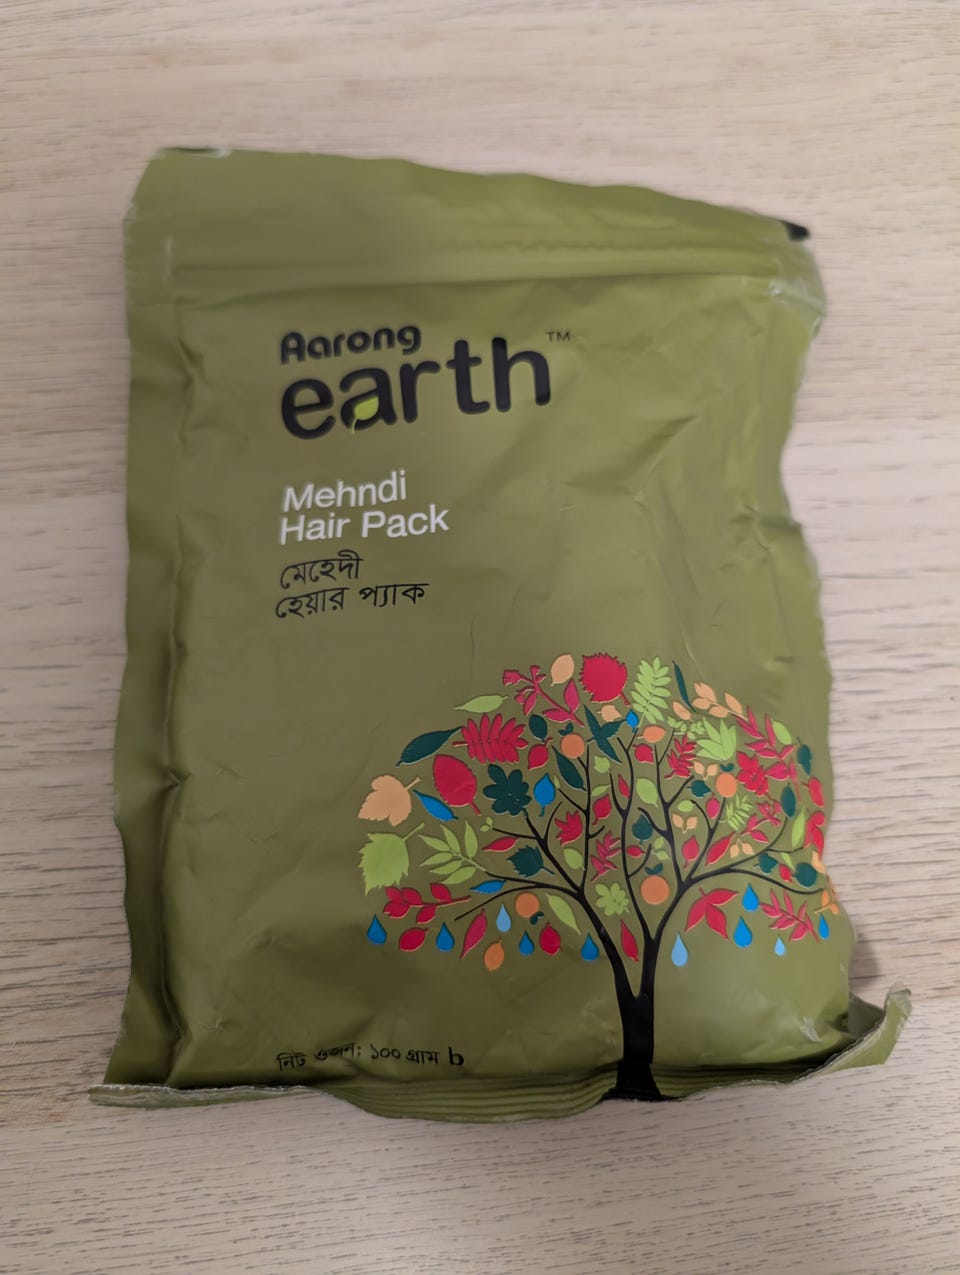 Aarong
earth™
Mehndi
Hair Pack
মেহেদী
হেয়ার প্যাক
নিট ওজন: ১০০ গ্রাম b